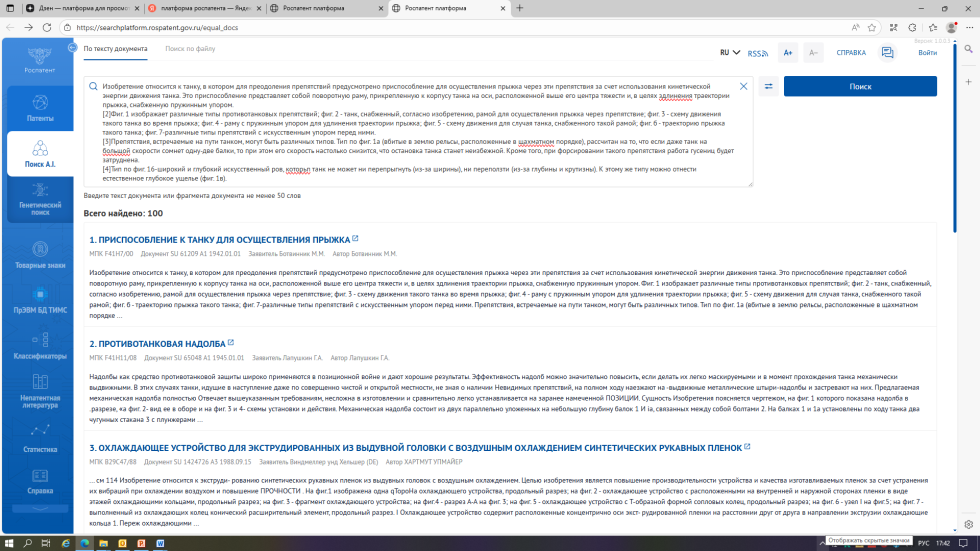 Дзен — платформа для просмот
платформа роспатента — Янде
Роспатент платформа
Роспатент платформа
https://searchplatform.rospatent.gov.ru/equal_docs
Роспатент
Патенты
Поиск А.I.
Генетический
поиск
Товарные знаки
ПрЭВМ БД ТИМС
Классификаторы
Непатентная
литература
Статистика
Справка
По тексту документа
Поиск по файлу
RU
RSS
А+
А−
СПРАВКА
Войти
Изобретение относится к танку, в котором для преодоления препятствий предусмотрено приспособление для осуществления прыжка через эти препятствия за счет использования кинетической
энергии движения танка. Это приспособление представляет собой поворотную раму, прикрепленную к корпусу танка на оси, расположенной выше его центра тяжести и, в целях здлинения траектории
прыжка, снабженную пружинным упором.
[2]Фиг.1 изображает различные типы противотанковых препятствий; фиг. 2 - танк, снабженный, согласно изобретению, рамой для осуществления прыжка через препятствие; фиг. 3 - схему движения
такого танка во время прыжка; фиг. 4 - раму с пружинным упором для удлинения траектории прыжка; фиг. 5 - схему движения для случая танка, снабженного такой рамой; фиг. 6 - траекторию прыжка
такого танка; фиг. 7-различные типы препятствий с искусственным упором перед ними.
[3]Препятствия, встречаемые на пути танком, могут быть различных типов. Тип по фиг. 1а (вбитые в землю рельсы, расположенные в шахматном порядке), рассчитан на то, что если даже танк на
большой скорости сомнет одну-две балки, то при этом его скорость настолько снизится, что остановка танка станет неизбежной. Кроме того, при форсировании такого препятствия работа гусениц будет
затруднена.
[4]Тип по фиг. 16-широкий и глубокий искусственный ров, которьп танк не может ни перепрыгнуть (из-за ширины), ни переползти (из-за глубины и крутизны). К этому же типу можно отнести
естественное глубокое ущелье (фиг. 1в).
Поиск
Введите текст документа или фрагмента документа не менее 50 слов
Всего найдено: 100
1. ПРИСПОСОБЛЕНИЕ К ТАНКУ ДЛЯ ОСУЩЕСТВЛЕНИЯ ПРЫЖКА
МПК F41H7/00 Документ SU 61209 A1 1942.01.01 Заявитель Ботвинник М.М. Автор Ботвинник М.М.
Изобретение относится к танку, в котором для преодоления препятствий предусмотрено приспособление для осуществления прыжка через эти препятствия за счет использования кинетической энергии движения танка. Это приспособление представляет собой
поворотную раму, прикрепленную к корпусу танка на оси, расположенной выше его центра тяжести и, в целях здлинения траектории прыжка, снабженную пружинным упором. Фиг. 1 изображает различные типы противотанковых препятствий; фиг. 2 - танк, снабженный,
согласно изобретению, рамой для осуществления прыжка через препятствие; фиг. 3 - схему движения такого танка во время прыжка; фиг. 4 - раму с пружинным упором для удлинения траектории прыжка; фиг. 5 - схему движения для случая танка, снабженного такой
рамой; фиг. 6 - траекторию прыжка такого танка; фиг. 7-различные типы препятствий с искусственным упором перед ними. Препятствия, встречаемые на пути танком, могут быть различных типов. Тип по фиг. 1а (вбитые в землю рельсы, расположенные в шахматном
порядке ...
2. ПРОТИВОТАНКОВАЯ НАДОЛБА
МПК F41H11/08 Документ SU 65048 A1 1945.01.01 Заявитель Лапушкин Г.А. Автор Лапушкин Г.А.
Надолбы как средство противотанковой защиты широко применяются в позиционной войне и дают хорошие результаты. Эффективность надолб можно значительно повысить, если делать их легко маскируемыми и в момент прохождения танка механически
выдвижными. В этих случаях танки, идущие в наступление даже по совершенно чистой и открытой местности, не зная о наличии Невидимых препятствий, на полном ходу наезжают на -выдвижные металлические штыри-надолбы и застревают на них. Предлагаемая
механическая надолба полностью Отвечает вышеуказанным требованиям, несложна в изготовлении и сравнительно легко устанавливается на заранее намеченной ПОЗИЦИИ. Сущность Изобретения поясняется чертежом, на фиг. 1 которого показана надолба в
.разрезе, ка фиг. 2- вид ее в оборе и на фиг. 3 и 4- схемы установки и действия. Механическая надолба состоит из двух параллельно уложенных на небольшую глубину балок 1 И ia, связанных между собой болтами 2. На балках 1 и 1а установлены по ходу танка два
чугунных стакана 3 с плунжерами ...
3. ОХЛАЖДАЮЩЕЕ УСТРОЙСТВО ДЛЯ ЭКСТРУДИРОВАННЫХ ИЗ ВЫДУВНОЙ ГОЛОВКИ С ВОЗДУШНЫМ ОХЛАЖДЕНИЕМ СИНТЕТИЧЕСКИХ РУКАВНЫХ ПЛЕНОК
МПК B29C47/88 Документ SU 1424726 A3 1988.09.15 Заявитель Виндмеллер унд Хельшер (DE) Автор ХАРТМУТ УПМАЙЕР
... см 114 Изобретение относится к экструди- рованию синтетических рукавных пленок из выдувных головок с воздушным охлаждением. Целью изобретения является повышение производительности устройства и качества изготавливаемых пленок за счет устранения
их вибраций при охлаждении воздухом и повышение ПРОЧНОСТИ . На фиг.1 изображена одна qTopoHa охлаждающего устройства, продольный разрез; на фиг. 2 - охлаждающее устройство с расположенными на внутренней и наружной сторонах пленки в виде
этажей охлаждающими кольцами, продольный разрез; на фиг. 3 - фрагмент охлаждающего устройства; на фиг. 4 - разрез А-А на фиг. 3; на фиг. 5 - охлаждающее устройство с Т-образной формой сопловых колец, продольный разрез; на фиг. 6 - узел I на фиг.5; на фиг. 7 -
выполненный из охлаждающих колец конический расширительный элемент, продольный разрез. I Охлаждающее устройство содержит расположенные концентрично оси экст- рудированной пленки на расстоянии друг от друга в направлении экструзии охлаждающие
кольца 1. Переж охлаждающими ...
Отображать скрытые значки
РУС
17:42